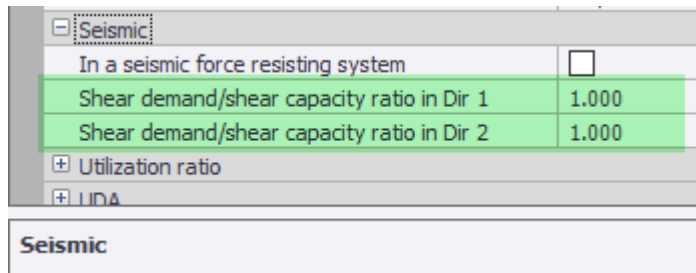 Seismic
In a seismic force resisting system
Shear demand/shear capacity ratio in Dir 1 1.000
Shear demand/shear capacity ratio in Dir 2 1.000
Utilization ratio
UDA
Seismic